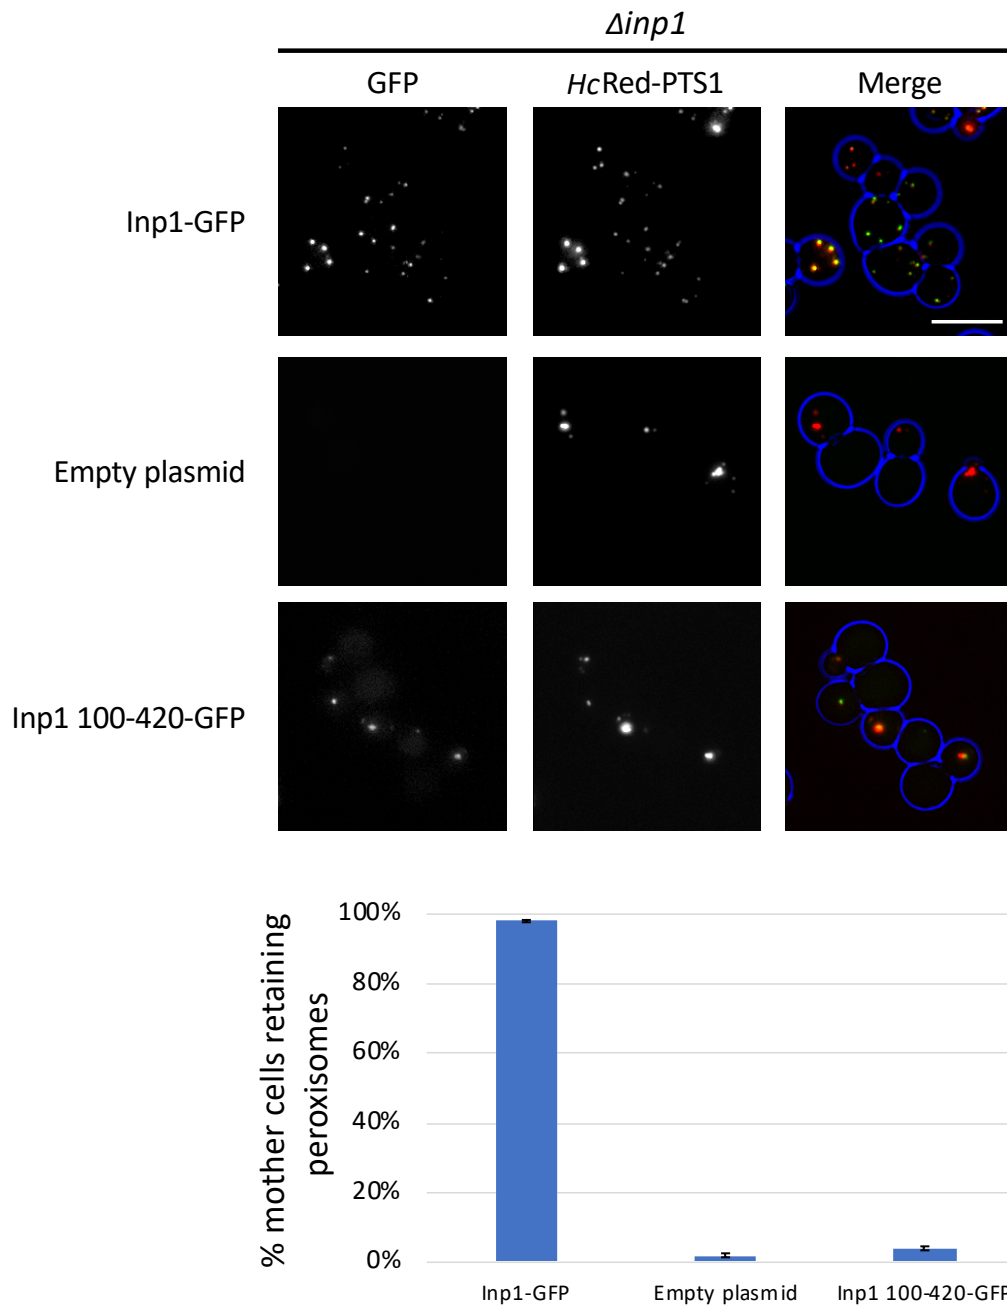 Δinp1
GFP
HcRed-PTS1
Merge
Inp1-GFP
Empty plasmid
Inp1 100-420-GFP
% mother cells retaining
peroxisomes
100%
80%
60%
40%
20%
0%
Inp1-GFP
Empty plasmid
Inp1 100-420-GFP